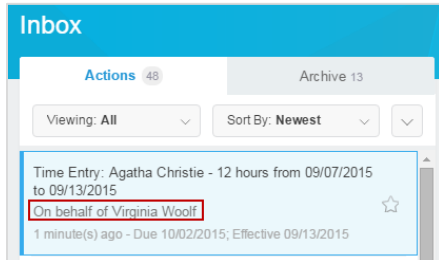 Inbox
Actions 48
Archive 13
Viewing: All
Sort By: Newest
Time Entry: Agatha Christie - 12 hours from 09/07/2015
to 09/13/2015
On behalf of Virginia Woolf
1 minute(s) ago - Due 10/02/2015; Effective 09/13/2015